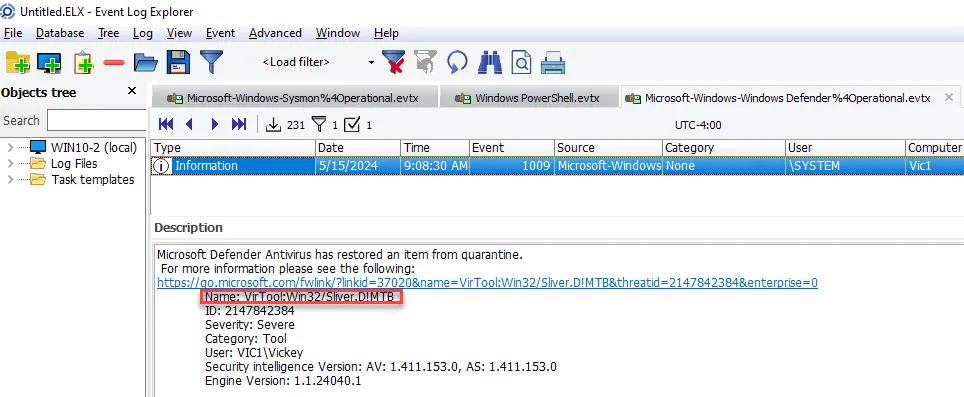 Untitled.ELX - Event Log Explorer
File Database Tree Log View Event Advanced Window Help
<Load filter>
Objects tree
Search
WIN10-2 (local)
Log Files
Task templates
Microsoft-Windows-Sysmon%4Operational.evtx Windows PowerShell.evtx Microsoft-Windows-Windows Defender%4Operational.evtx
231 1 1 UTC-4:00
Type Date Time Event Source Category User Computer
Information 5/15/2024 9:08:30 AM 1009 Microsoft-Windows None \SYSTEM Vic1
Description
Microsoft Defender Antivirus has restored an item from quarantine.
For more information please see the following:
https://go.microsoft.com/fwlink/?linkid=37020&name=VirTool:Win32/Sliver.D!MTB&threatid=2147842384&enterprise=0
Name: VirTool:Win32/Sliver.D!MTB
ID: 2147842384
Severity: Severe
Category: Tool
User: VIC1\Vickey
Security intelligence Version: AV: 1.411.153.0, AS: 1.411.153.0
Engine Version: 1.1.24040.1